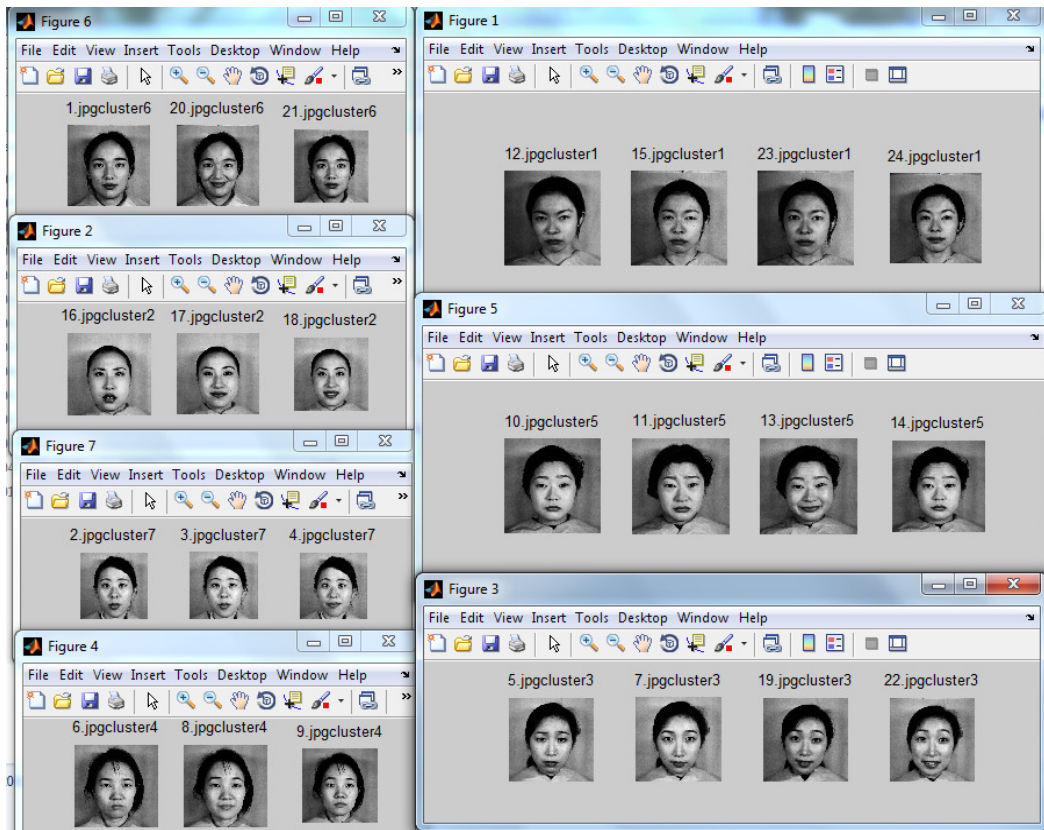 Figure 6
File Edit View Insert Tools Desktop Window Help
1.jpgcluster6 20.jpgcluster6 21.jpgcluster6
Figure 2
File Edit View Insert Tools Desktop Window Help
16.jpgcluster2 17.jpgcluster2 18.jpgcluster2
Figure 7
File Edit View Insert Tools Desktop Window Help
2.jpgcluster7 3.jpgcluster7 4.jpgcluster7
Figure 4
File Edit View Insert Tools Desktop Window Help
6.jpgcluster4 8.jpgcluster4 9.jpgcluster4
Figure 1
File Edit View Insert Tools Desktop Window Help
12.jpgcluster1 15.jpgcluster1 23.jpgcluster1 24.jpgcluster1
Figure 5
File Edit View Insert Tools Desktop Window Help
10.jpgcluster5 11.jpgcluster5 13.jpgcluster5 14.jpgcluster5
Figure 3
File Edit View Insert Tools Desktop Window Help
5.jpgcluster3 7.jpgcluster3 19.jpgcluster3 22.jpgcluster3